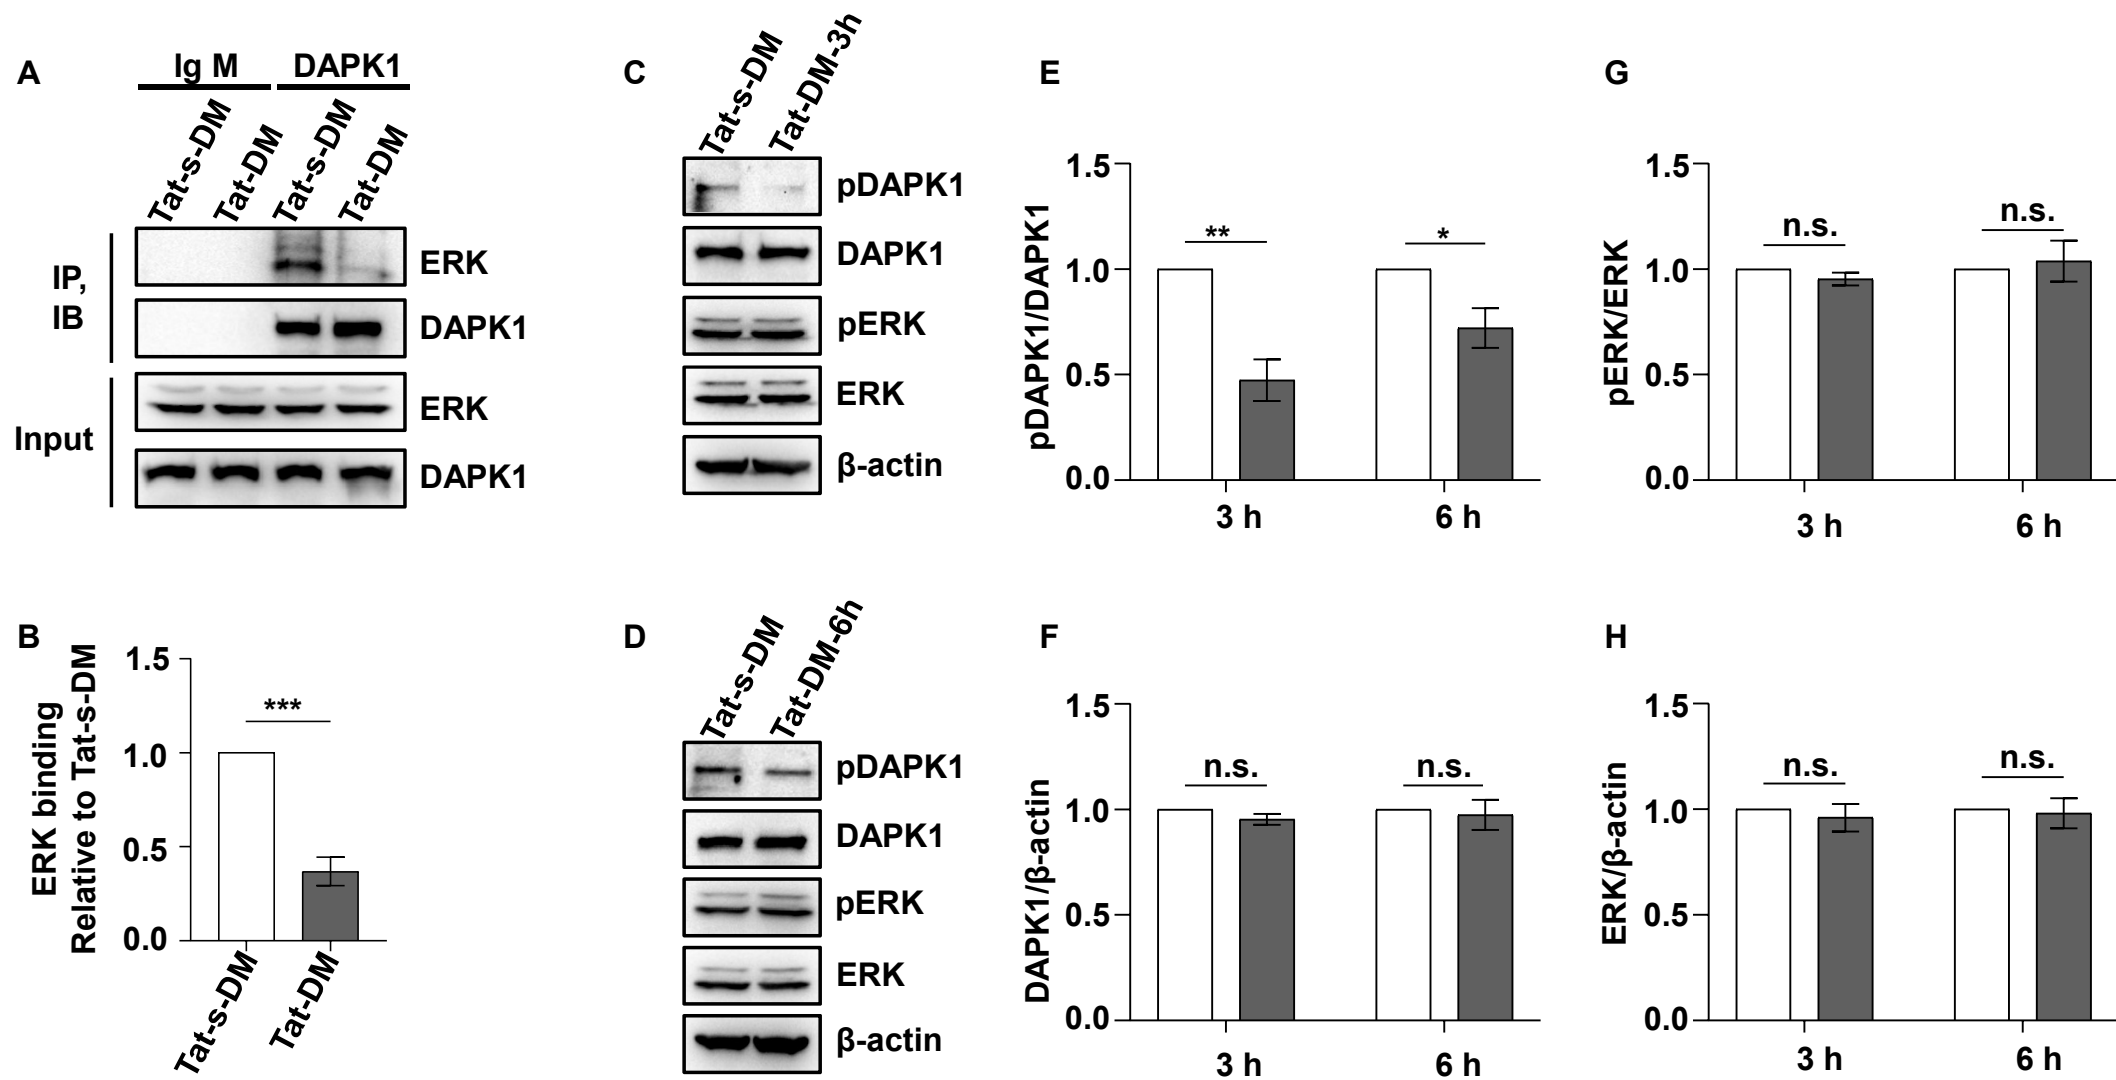 A
Ig M
DAPK1
Tat-s-DM
Tat-DM
Tat-s-DM
Tat-DM
IP,
IB
ERK
DAPK1
Input
ERK
DAPK1
B
ERK binding
Relative to Tat-s-DM
1.5
1.0
0.5
0.0
***
Tat-s-DM
Tat-DM
C
Tat-s-DM
Tat-DM-3h
pDAPK1
DAPK1
pERK
ERK
β-actin
D
Tat-s-DM
Tat-DM-6h
pDAPK1
DAPK1
pERK
ERK
β-actin
E
pDAPK1/DAPK1
1.5
1.0
0.5
0.0
**
*
3 h
6 h
F
DAPK1/β-actin
1.5
1.0
0.5
0.0
n.s.
n.s.
3 h
6 h
G
pERK/ERK
1.5
1.0
0.5
0.0
n.s.
n.s.
3 h
6 h
H
ERK/β-actin
1.5
1.0
0.5
0.0
n.s.
n.s.
3 h
6 h